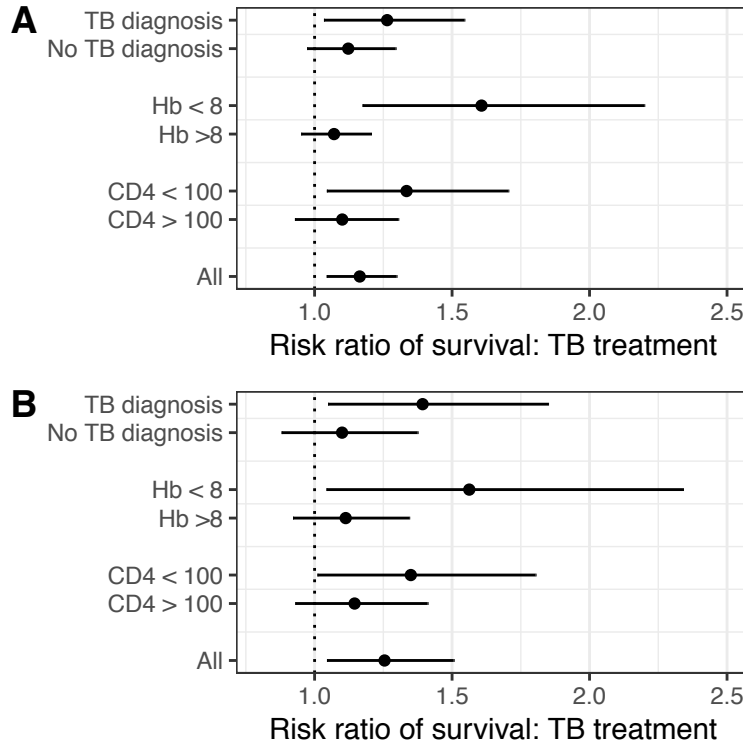 A
TB diagnosis
No TB diagnosis
Hb < 8
Hb >8
CD4 < 100
CD4 > 100
All
1.0 1.5 2.0 2.5
Risk ratio of survival: TB treatment
B
TB diagnosis
No TB diagnosis
Hb < 8
Hb >8
CD4 < 100
CD4 > 100
All
1.0 1.5 2.0 2.5
Risk ratio of survival: TB treatment